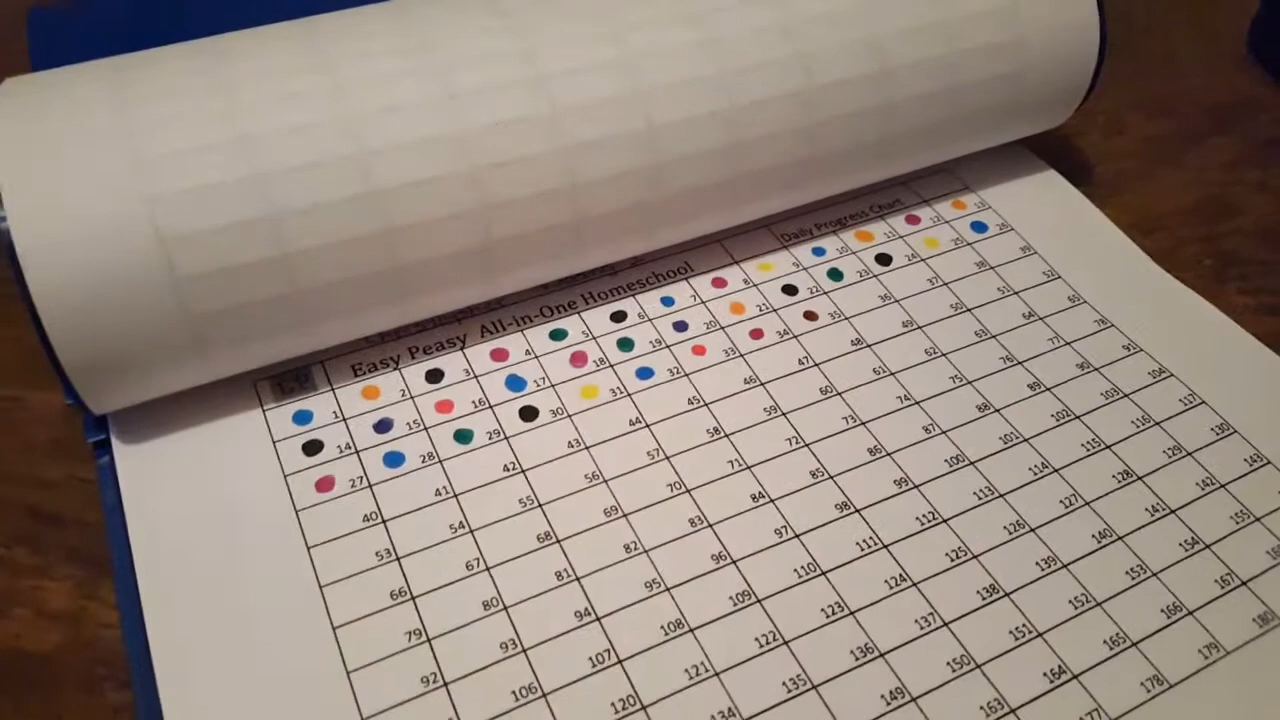 Easy Peasy All-in-One Homeschool Daily Progress Chart
1 2 3 4 5 6 7 8 9 10 11 12 13
14 15 16 17 18 19 20 21 22 23 24 25 26
27 28 29 30 31 32 33 34 35 36 37 38 39
40 41 42 43 44 45 46 47 48 49 50 51 52
53 54 55 56 57 58 59 60 61 62 63 64 65
66 67 68 69 70 71 72 73 74 75 76 77 78
79 80 81 82 83 84 85 86 87 88 89 90 91
92 93 94 95 96 97 98 99 100 101 102 103 104
106 107 108 109 110 111 112 113 114 115 116 117
120 121 122 123 124 125 126 127 128 129 130
134 135 136 137 138 139 140 141 142 143
149 150 151 152 153 154 155
163 164 165 166 167
177 178 179 180